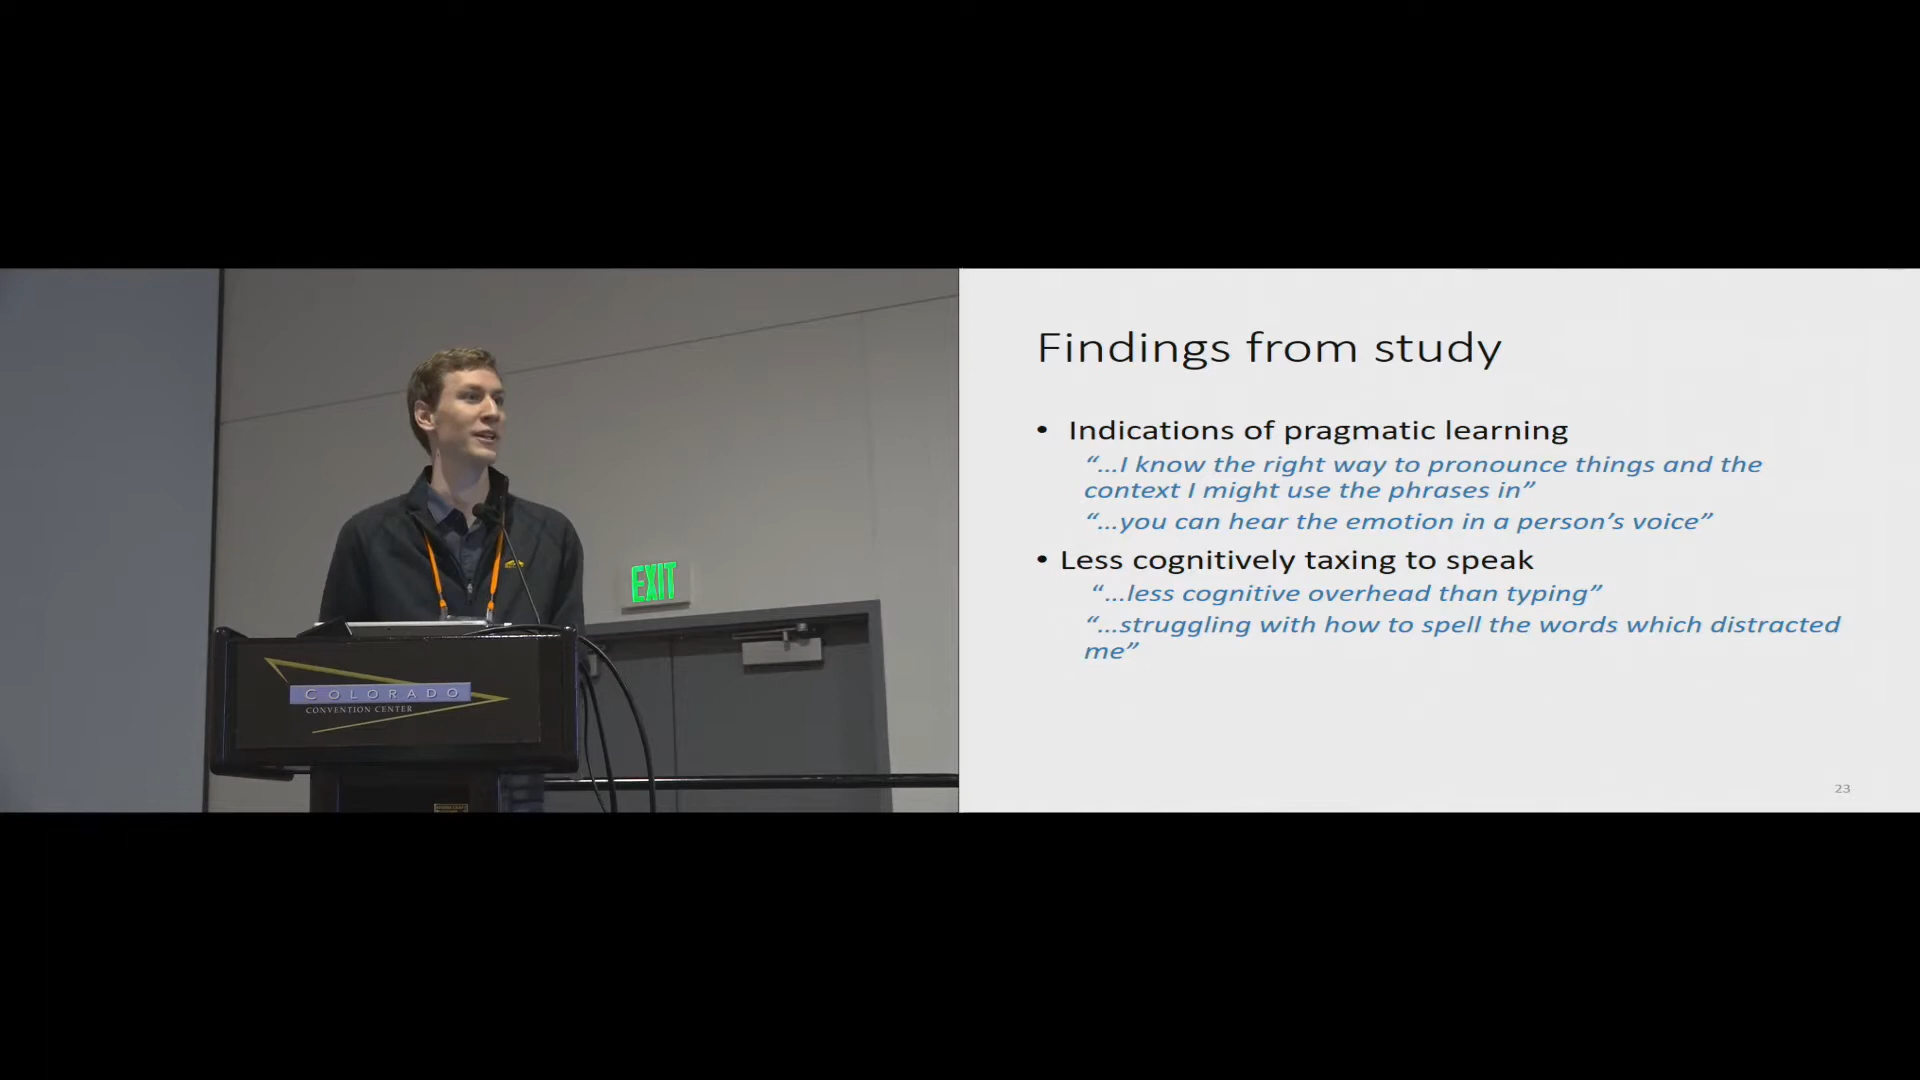 EXIT
COLORADO
CONVENTION CENTER
Findings from study
• Indications of pragmatic learning
“...I know the right way to pronounce things and the
context I might use the phrases in”
“...you can hear the emotion in a person’s voice”
• Less cognitively taxing to speak
“...less cognitive overhead than typing”
“...struggling with how to spell the words which distracted
me”
23